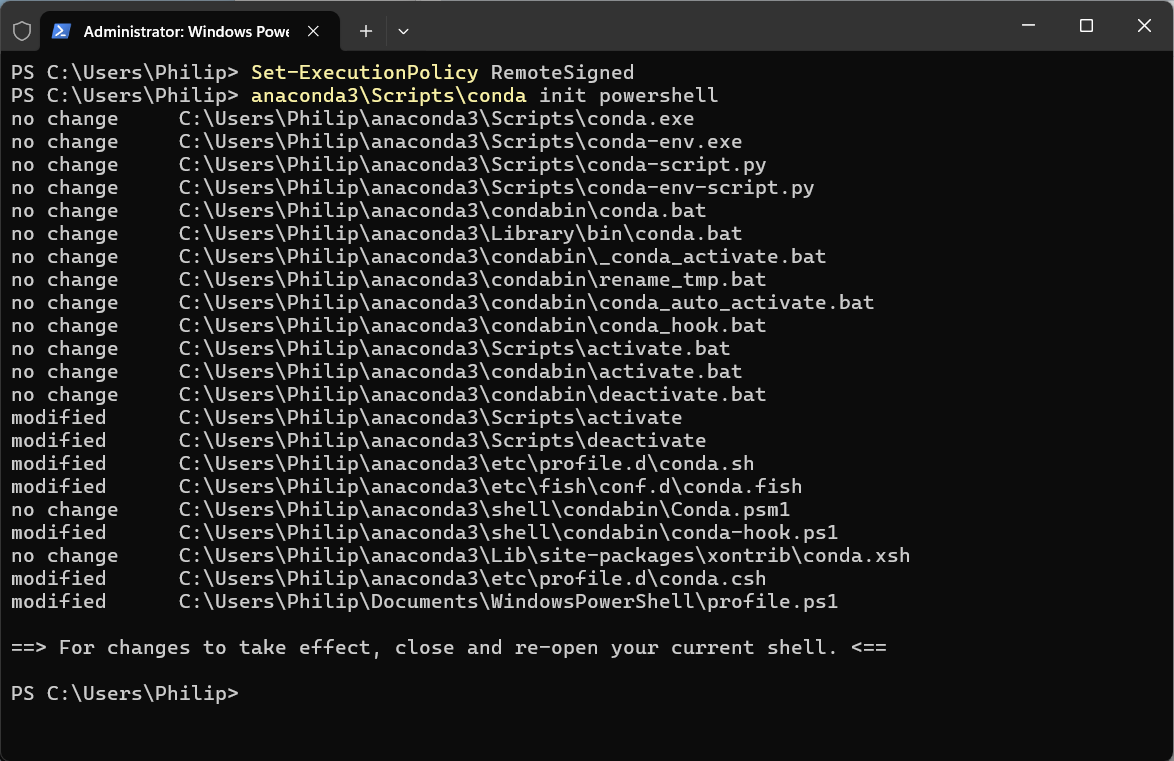 Administrator: Windows Powe
PS C:\Users\Philip> Set-ExecutionPolicy RemoteSigned
PS C:\Users\Philip> anaconda3\Scripts\conda init powershell
no change     C:\Users\Philip\anaconda3\Scripts\conda.exe
no change     C:\Users\Philip\anaconda3\Scripts\conda-env.exe
no change     C:\Users\Philip\anaconda3\Scripts\conda-script.py
no change     C:\Users\Philip\anaconda3\Scripts\conda-env-script.py
no change     C:\Users\Philip\anaconda3\condabin\conda.bat
no change     C:\Users\Philip\anaconda3\Library\bin\conda.bat
no change     C:\Users\Philip\anaconda3\condabin\_conda_activate.bat
no change     C:\Users\Philip\anaconda3\condabin\rename_tmp.bat
no change     C:\Users\Philip\anaconda3\condabin\conda_auto_activate.bat
no change     C:\Users\Philip\anaconda3\condabin\conda_hook.bat
no change     C:\Users\Philip\anaconda3\Scripts\activate.bat
no change     C:\Users\Philip\anaconda3\condabin\activate.bat
no change     C:\Users\Philip\anaconda3\condabin\deactivate.bat
modified      C:\Users\Philip\anaconda3\Scripts\activate
modified      C:\Users\Philip\anaconda3\Scripts\deactivate
modified      C:\Users\Philip\anaconda3\etc\profile.d\conda.sh
modified      C:\Users\Philip\anaconda3\etc\fish\conf.d\conda.fish
no change     C:\Users\Philip\anaconda3\shell\condabin\Conda.psm1
modified      C:\Users\Philip\anaconda3\shell\condabin\conda-hook.ps1
no change     C:\Users\Philip\anaconda3\Lib\site-packages\xontrib\conda.xsh
modified      C:\Users\Philip\anaconda3\etc\profile.d\conda.csh
modified      C:\Users\Philip\Documents\WindowsPowerShell\profile.ps1
==> For changes to take effect, close and re-open your current shell. <==
PS C:\Users\Philip>